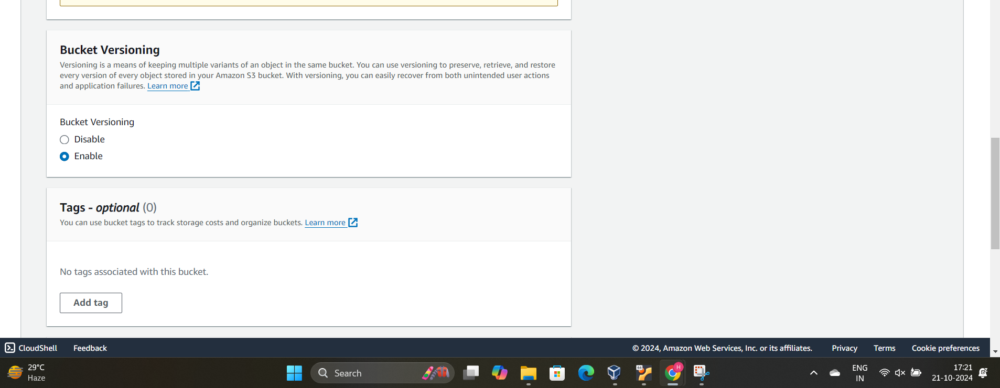 Bucket Versioning
Versioning is a means of keeping multiple variants of an object in the same bucket. You can use versioning to preserve, retrieve, and restore
every version of every object stored in your Amazon S3 bucket. With versioning, you can easily recover from both unintended user actions
and application failures. Learn more
Bucket Versioning
Disable
Enable
Tags - optional (0)
You can use bucket tags to track storage costs and organize buckets. Learn more
No tags associated with this bucket.
Add tag
CloudShell Feedback © 2024, Amazon Web Services, Inc. or its affiliates. Privacy Terms Cookie preferences
29°C
Haze
Search
64
H
ENG
IN
17:21
21-10-2024